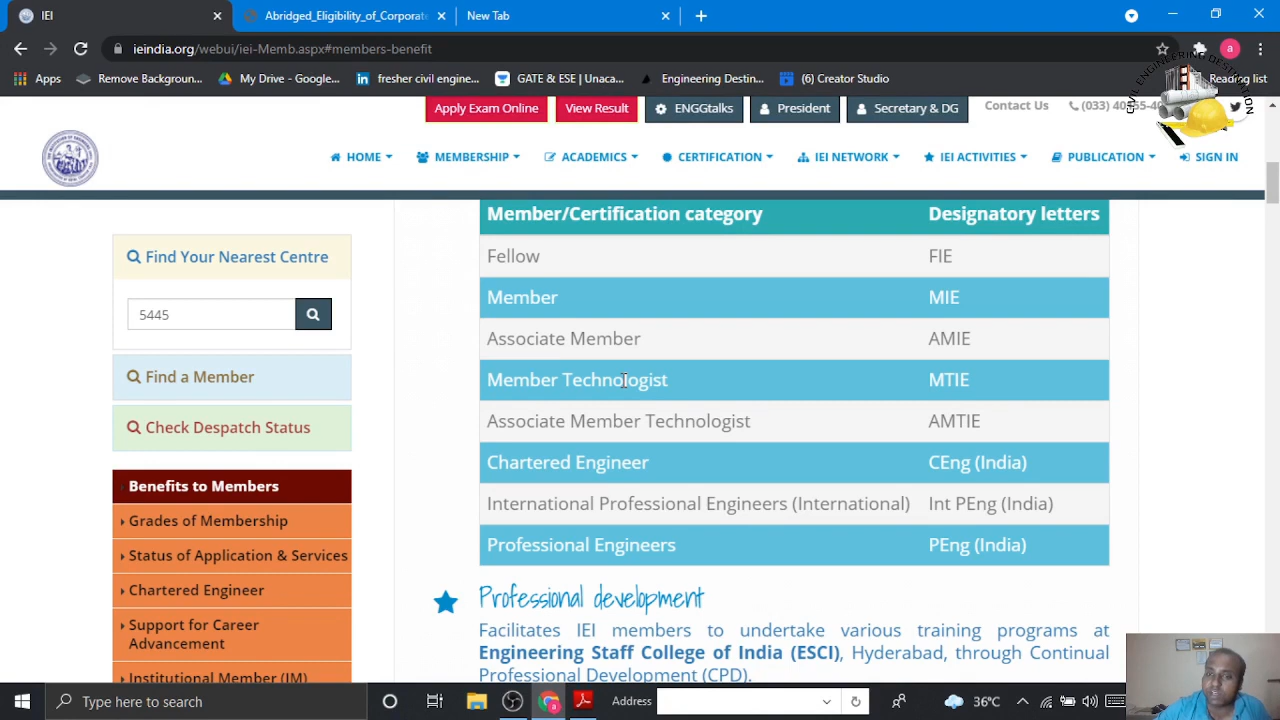 IEI
Abridged_Eligibility_of_Corporat
New Tab
ieindia.org/webui/iei-Memb.aspx#members-benefit
Apps
Remove Backgroun...
My Drive - Google...
fresher civil engine...
GATE & ESE | Unaca...
Engineering Destin...
(6) Creator Studio
Reading list
CIVIL ENGINEERING DESTINATION
Apply Exam Online
View Result
ENGGtalks
President
Secretary & DG
Contact Us
HOME
MEMBERSHIP
ACADEMICS
CERTIFICATION
IEI NETWORK
IEI ACTIVITIES
PUBLICATION
SIGN IN
Find Your Nearest Centre
5445
Find a Member
Check Despatch Status
Benefits to Members
Grades of Membership
Status of Application & Services
Chartered Engineer
Support for Career
Advancement
Institutional Member (IM)
Member/Certification category Designatory letters
Fellow FIE
Member MIE
Associate Member AMIE
Member Technologist MTIE
Associate Member Technologist AMTIE
Chartered Engineer CEng (India)
International Professional Engineers (International) Int PEng (India)
Professional Engineers PEng (India)
Professional development
Facilitates IEI members to undertake various training programs at
Engineering Staff College of India (ESCI), Hyderabad, through Continual
Professional Development (CPD).
Type here to search
Address
36°C